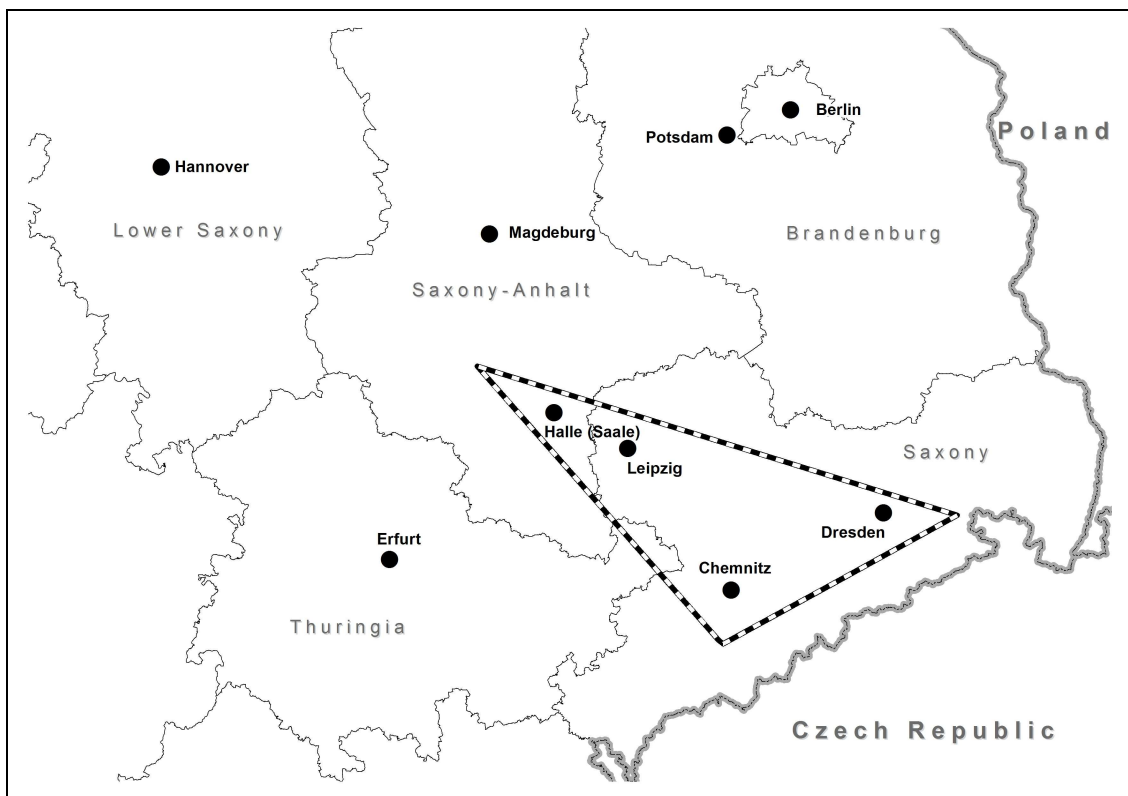 Berlin
Potsdam
Poland
Hannover
Lower Saxony
Magdeburg
Brandenburg
Saxony-Anhalt
Halle (Saale)
Leipzig
Saxony
Dresden
Erfurt
Chemnitz
Thuringia
Czech Republic